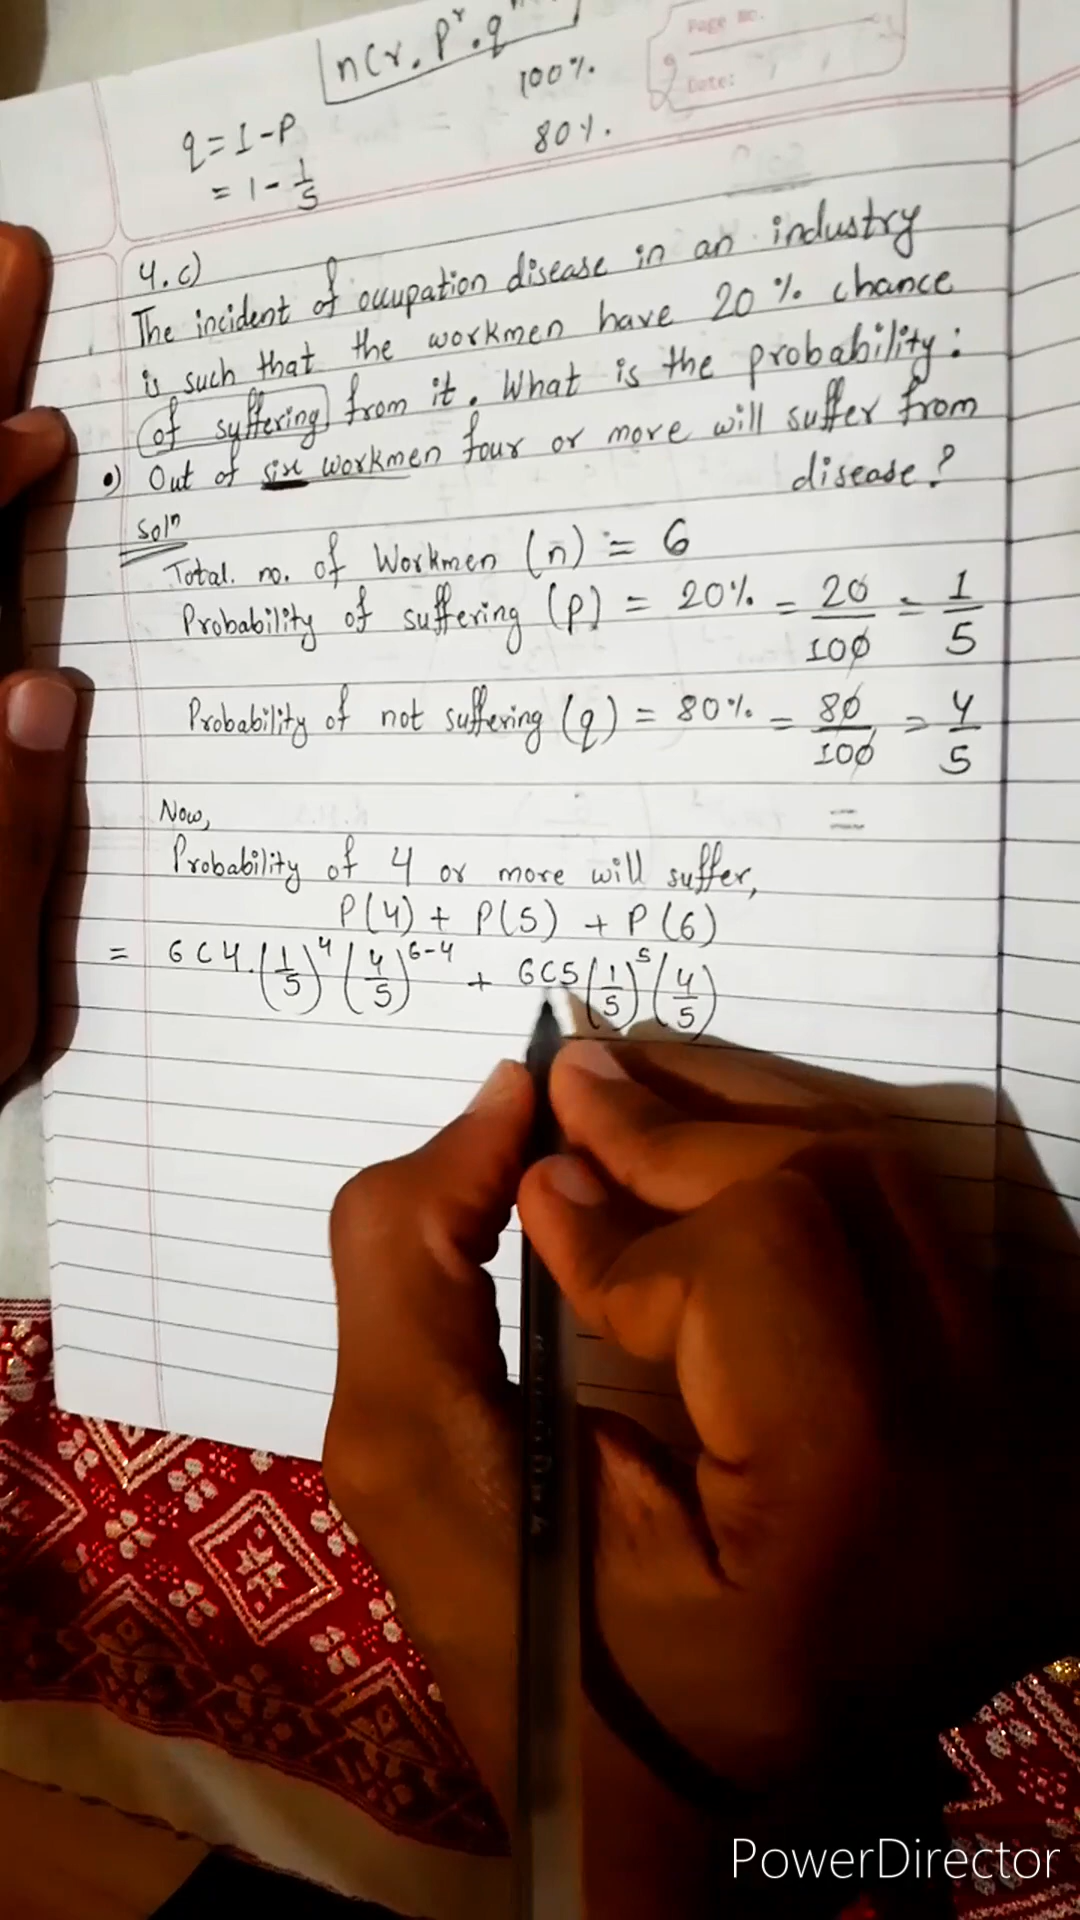 nCr. p^r. q^n
100%.
80%.
Page No.
Date:
q = 1 - P
= 1 - 1/5
4. c)
The incident of ouupation disease in an industry
is such that the workmen have 20 % chance
of suffering from it. What is the probability:
•) Out of six workmen four or more will suffer from
disease?
Solⁿ
Total. no. of Workmen (n) = 6
Probability of suffering (p) = 20% = 20/100 = 1/5
Probability of not suffering (q) = 80% = 80/100 = 4/5
Now,
Probability of 4 or more will suffer,
P(4) + P(5) + P(6)
= 6C4. (1/5)^4 (4/5)^6-4 + 6C5 (1/5)^5 (4/5)
PowerDirector